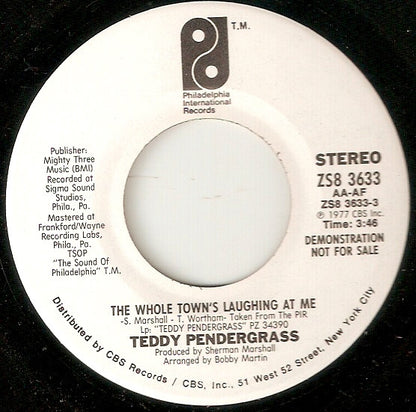 T.M.
Philadelphia
International
Records
Publisher:
Mighty Three
Music (BMI)
Recorded at
Sigma Sound
Studios,
Phila., Pa.
Mastered at
Frankford/Wayne
Recording Labs,
Phila., Pa.
TSOP
"The Sound Of
Philadelphia" T.M.
STEREO
ZS8 3633
AA-AF
ZS8 3633-3
℗ 1977 CBS Inc.
Time: 3:46
DEMONSTRATION
NOT FOR SALE
THE WHOLE TOWN'S LAUGHING AT ME
-S. Marshall - T. Wortham- Taken From The PIR
Lp: "TEDDY PENDERGRASS" PZ 34390
TEDDY PENDERGRASS
Produced by Sherman Marshall
Arranged by Bobby Martin
Distributed by CBS Records / CBS, Inc., 51 West 52 Street, New York City